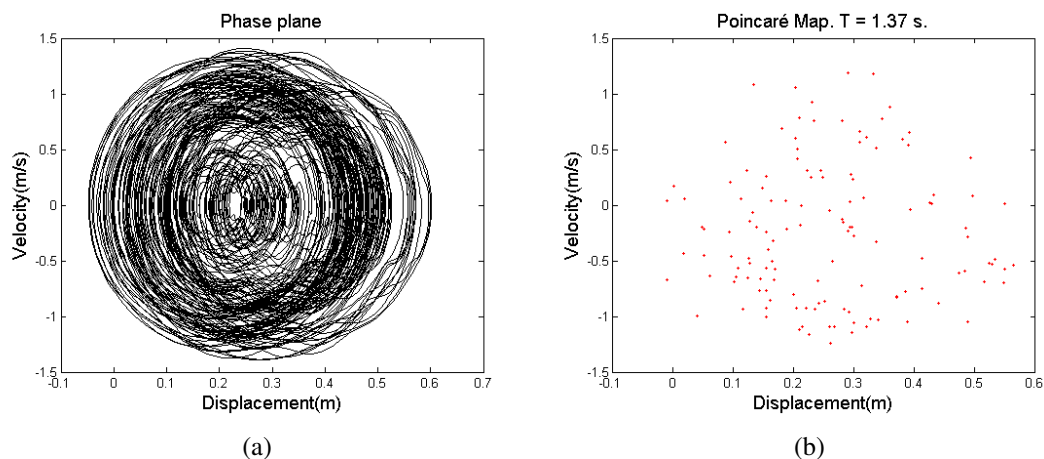 Phase plane
1.5
1
0.5
0
-0.5
-1
-1.5
Velocity(m/s)
-0.1 0 0.1 0.2 0.3 0.4 0.5 0.6 0.7
Displacement(m)
(a)
Poincaré Map. T = 1.37 s.
1.5
1
0.5
0
-0.5
-1
-1.5
Velocity(m/s)
-0.1 0 0.1 0.2 0.3 0.4 0.5 0.6
Displacement(m)
(b)